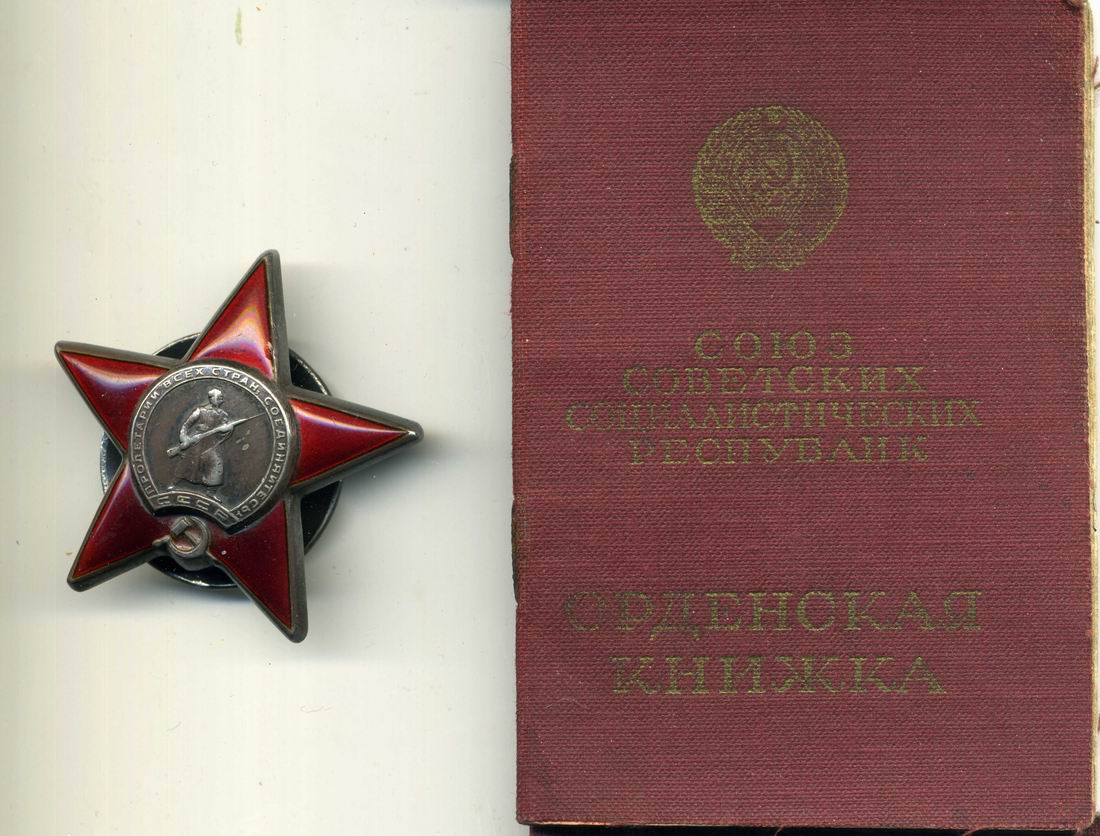 ПРОЛЕТАРИИ ВСЕХ СТРАН, СОЕДИНЯЙТЕСЬ!
СССР
СОЮЗ
СОВЕТСКИХ
СОЦИАЛИСТИЧЕСКИХ
РЕСПУБЛИК
ОРДЕНСКАЯ
КНИЖКА